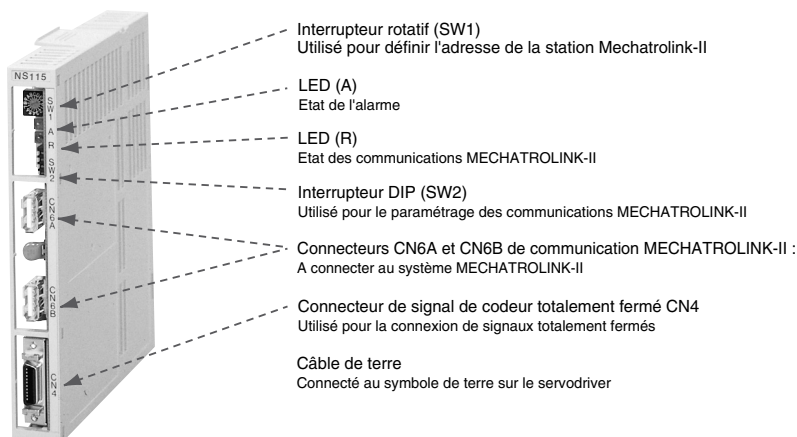 NS115
SW1
A
R
SW2
CN6A
CN6B
CN4
Interrupteur rotatif (SW1)
Utilisé pour définir l'adresse de la station Mechatrolink-II
LED (A)
Etat de l'alarme
LED (R)
Etat des communications MECHATROLINK-II
Interrupteur DIP (SW2)
Utilisé pour le paramétrage des communications MECHATROLINK-II
Connecteurs CN6A et CN6B de communication MECHATROLINK-II :
A connecter au système MECHATROLINK-II
Connecteur de signal de codeur totalement fermé CN4
Utilisé pour la connexion de signaux totalement fermés
Câble de terre
Connecté au symbole de terre sur le servodriver